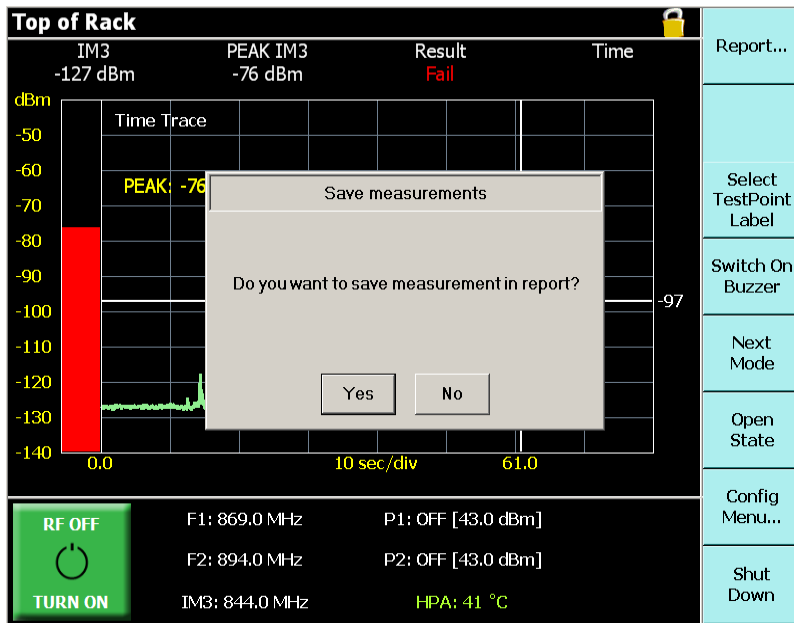 Top of Rack
IM3 PEAK IM3 Result Time
-127 dBm -76 dBm Fail
dBm
Time Trace
-50
-60
PEAK: -76
-70
-80
-90
-100
-110
-120
-130
-140
-97
0.0 10 sec/div 61.0
Save measurements
Do you want to save measurement in report?
Yes No
RF OFF
TURN ON
F1: 869.0 MHz P1: OFF [43.0 dBm]
F2: 894.0 MHz P2: OFF [43.0 dBm]
IM3: 844.0 MHz HPA: 41 °C
Report...
Select
TestPoint
Label
Switch On
Buzzer
Next
Mode
Open
State
Config
Menu...
Shut
Down